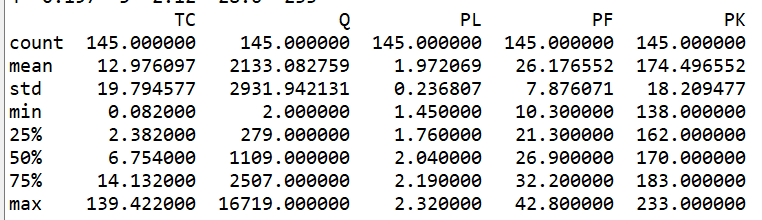 TC Q PL PF PK
count 145.000000 145.000000 145.000000 145.000000 145.000000
mean 12.976097 2133.082759 1.972069 26.176552 174.496552
std 19.794577 2931.942131 0.236807 7.876071 18.209477
min 0.082000 2.000000 1.450000 10.300000 138.000000
25% 2.382000 279.000000 1.760000 21.300000 162.000000
50% 6.754000 1109.000000 2.040000 26.900000 170.000000
75% 14.132000 2507.000000 2.190000 32.200000 183.000000
max 139.422000 16719.000000 2.320000 42.800000 233.000000